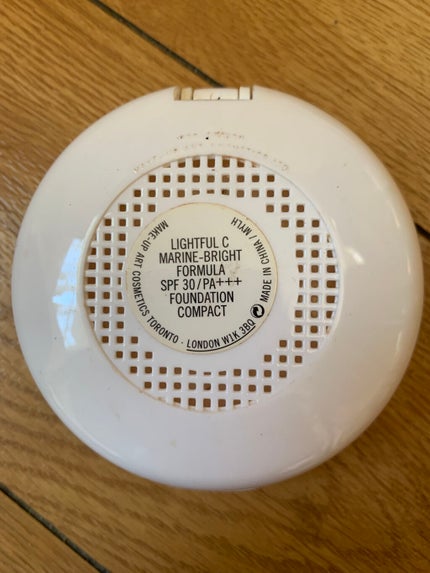 LIGHTFUL C
MARINE-BRIGHT
FORMULA
SPF 30/PA+++
FOUNDATION
COMPACT
MAKE-UP ART COSMETICS TORONTO · LONDON W1K 3BQ
MADE IN CHINA / MYLH